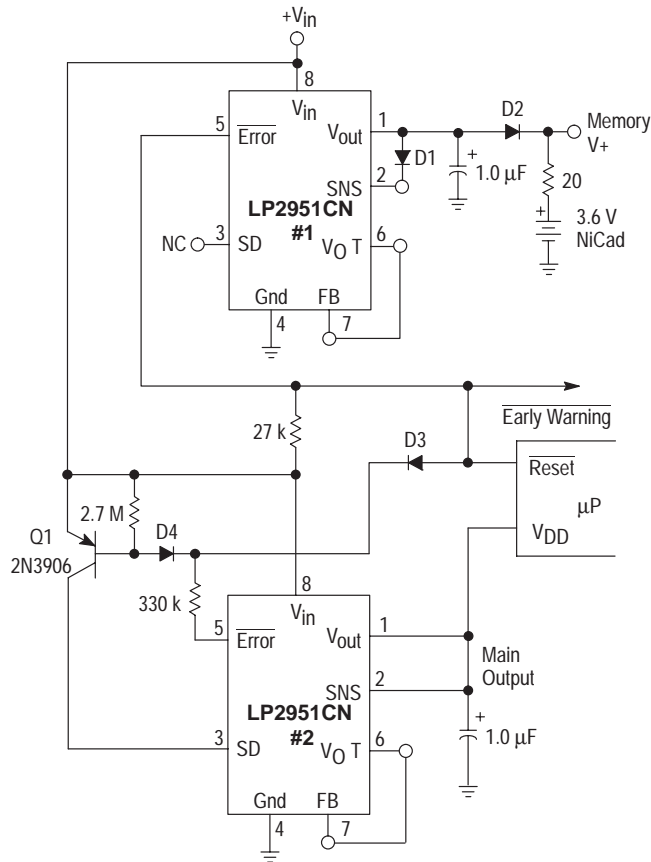 +Vin
8
Vin
5
Error
Vout
1
D2
Memory
V+
D1
+
1.0 µF
2
SNS
20
LP2951CN
#1
+
3.6 V
NiCad
NC
3
SD
VO T
6
Gnd
FB
4
7
27 k
Early Warning
D3
Reset
µP
VDD
2.7 M
D4
Q1
2N3906
8
330 k
Vin
5
Error
Vout
1
Main
Output
2
SNS
LP2951CN
#2
+
1.0 µF
3
SD
VO T
6
Gnd
FB
4
7